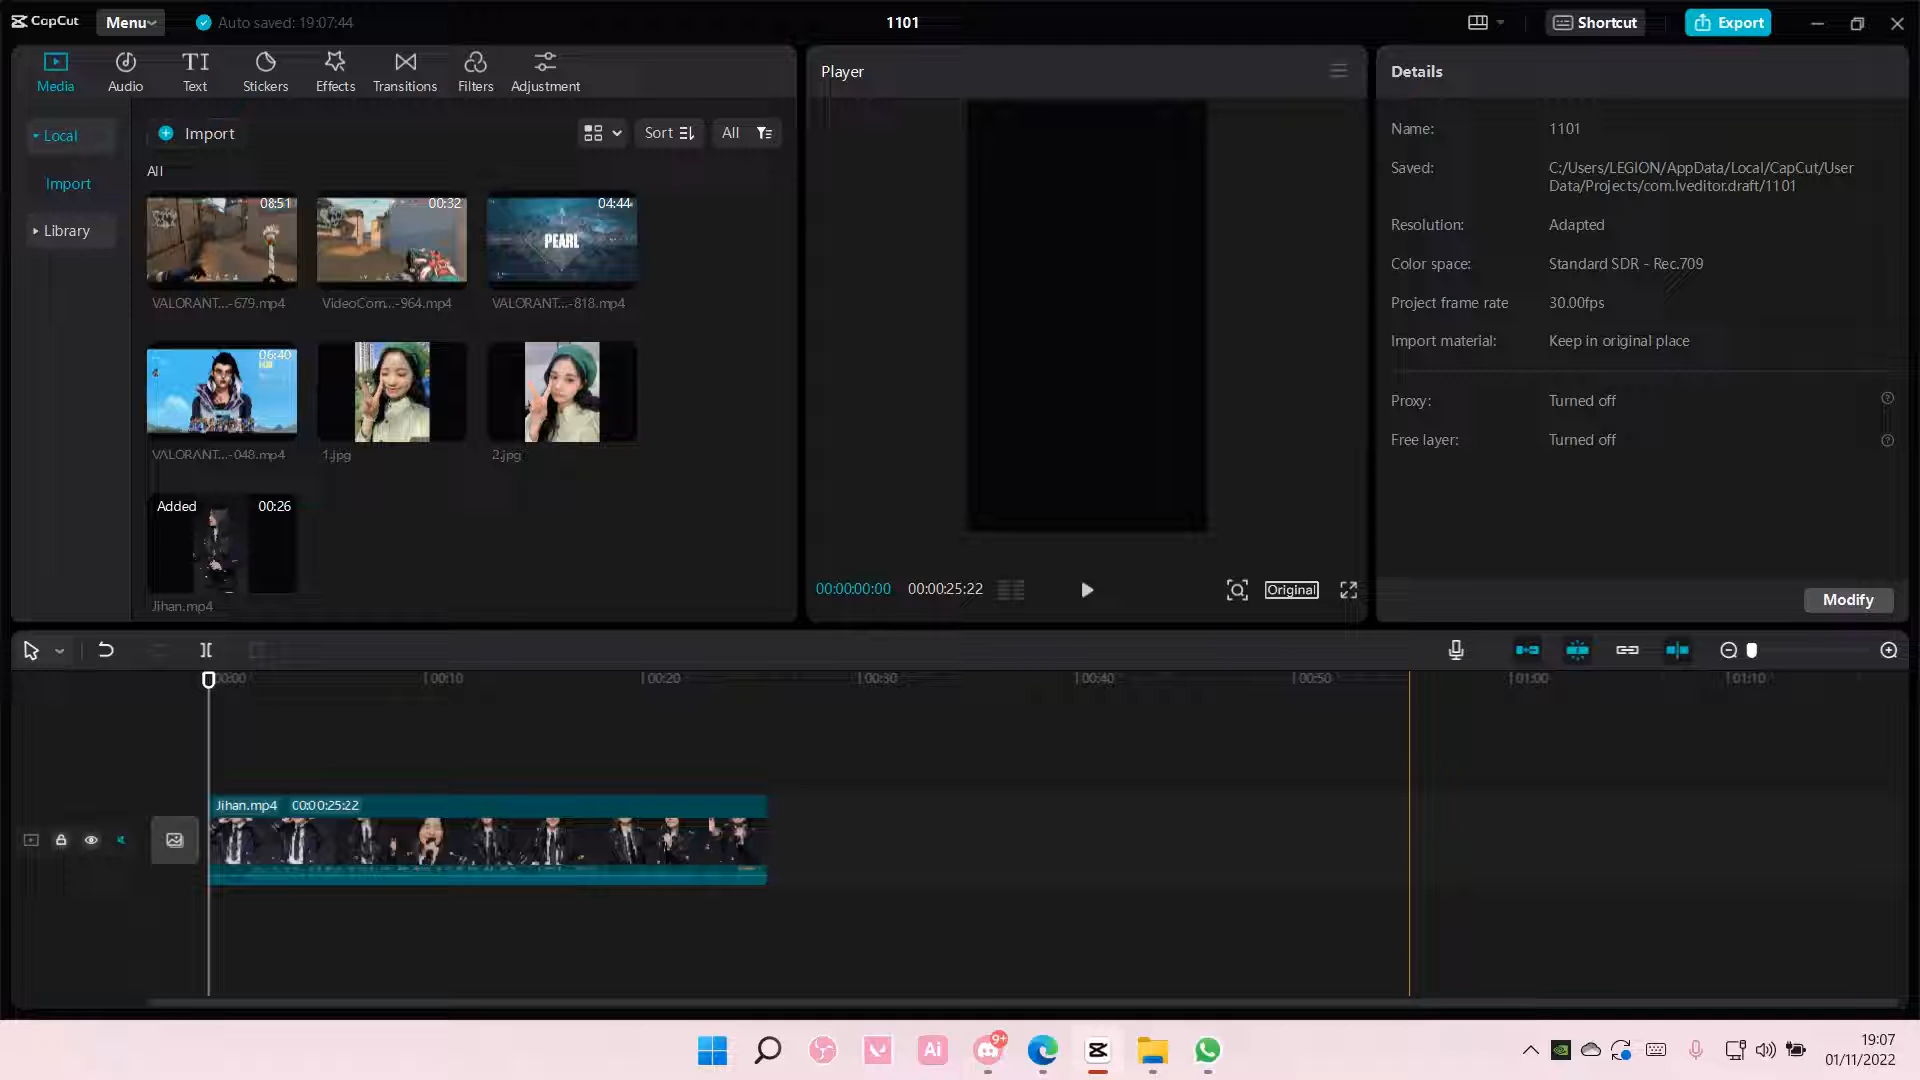 CapCut
Menu
Auto saved: 19:07:44
1101
Shortcut
Export
Media
Audio
Text
Stickers
Effects
Transitions
Filters
Adjustment
Local
Import
Library
Import
Sort
All
All
08:51
00:32
04:44
PEARL
VALORANT...-679.mp4
VideoCom...-964.mp4
VALORANT...-818.mp4
06:40
VALORANT...-048.mp4
1.jpg
2.jpg
Added
00:26
Jihan.mp4
Player
00:00:00:00
00:00:25:22
Original
Details
Name:
1101
Saved:
C:/Users/LEGION/AppData/Local/CapCut/User
Data/Projects/com.lveditor.draft/1101
Resolution:
Adapted
Color space:
Standard SDR - Rec.709
Project frame rate
30.00fps
Import material:
Keep in original place
Proxy:
Turned off
Free layer:
Turned off
Modify
00:00
00:10
00:20
00:30
00:40
00:50
01:00
01:10
Jihan.mp4 00:00:25:22
Ai
9+
19:07
01/11/2022